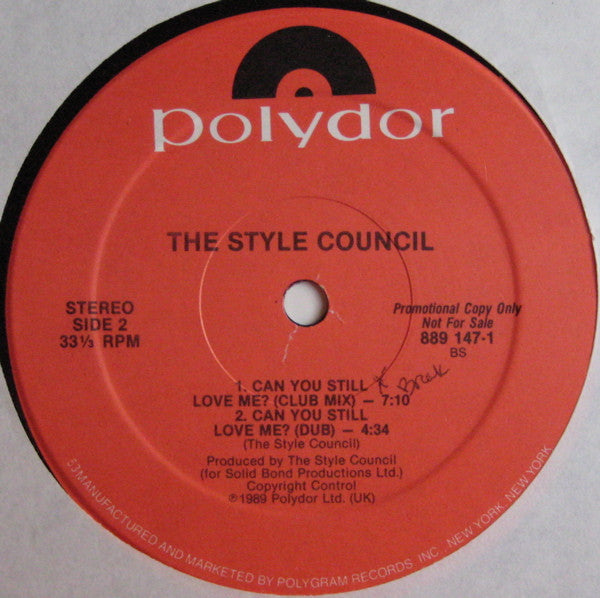 polydor
THE STYLE COUNCIL
STEREO
SIDE 2
33⅓ RPM
Promotional Copy Only
Not For Sale
889 147-1
BS
1. CAN YOU STILL
LOVE ME? (CLUB MIX) — 7:10
2. CAN YOU STILL
LOVE ME? (DUB) — 4:34
(The Style Council)
Produced by The Style Council
(for Solid Bond Productions Ltd.)
Copyright Control
℗1989 Polydor Ltd. (UK)
53MANUFACTURED AND MARKETED BY POLYGRAM RECORDS, INC., NEW YORK, NEW YORK